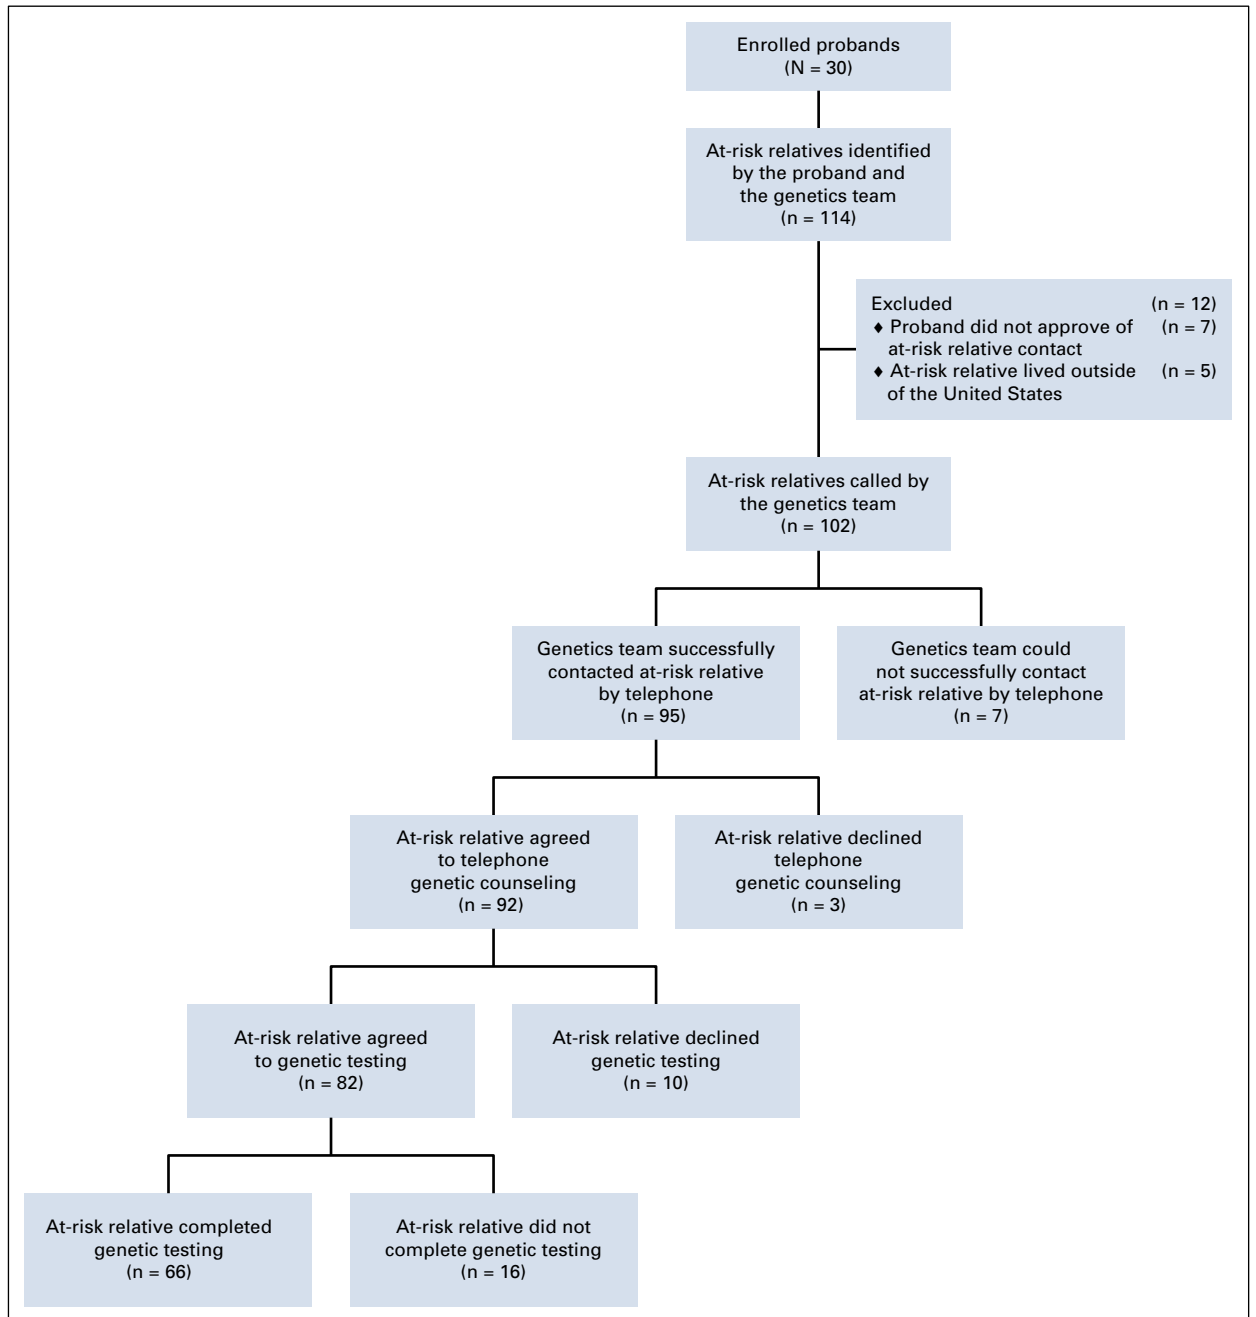 Enrolled probands
(N = 30)
At-risk relatives identified
by the proband and
the genetics team
(n = 114)
Excluded (n = 12)
♦ Proband did not approve of (n = 7)
at-risk relative contact
♦ At-risk relative lived outside (n = 5)
of the United States
At-risk relatives called by
the genetics team
(n = 102)
Genetics team successfully
contacted at-risk relative
by telephone
(n = 95)
Genetics team could
not successfully contact
at-risk relative by telephone
(n = 7)
At-risk relative agreed
to telephone
genetic counseling
(n = 92)
At-risk relative declined
telephone
genetic counseling
(n = 3)
At-risk relative agreed
to genetic testing
(n = 82)
At-risk relative declined
genetic testing
(n = 10)
At-risk relative completed
genetic testing
(n = 66)
At-risk relative did not
complete genetic testing
(n = 16)